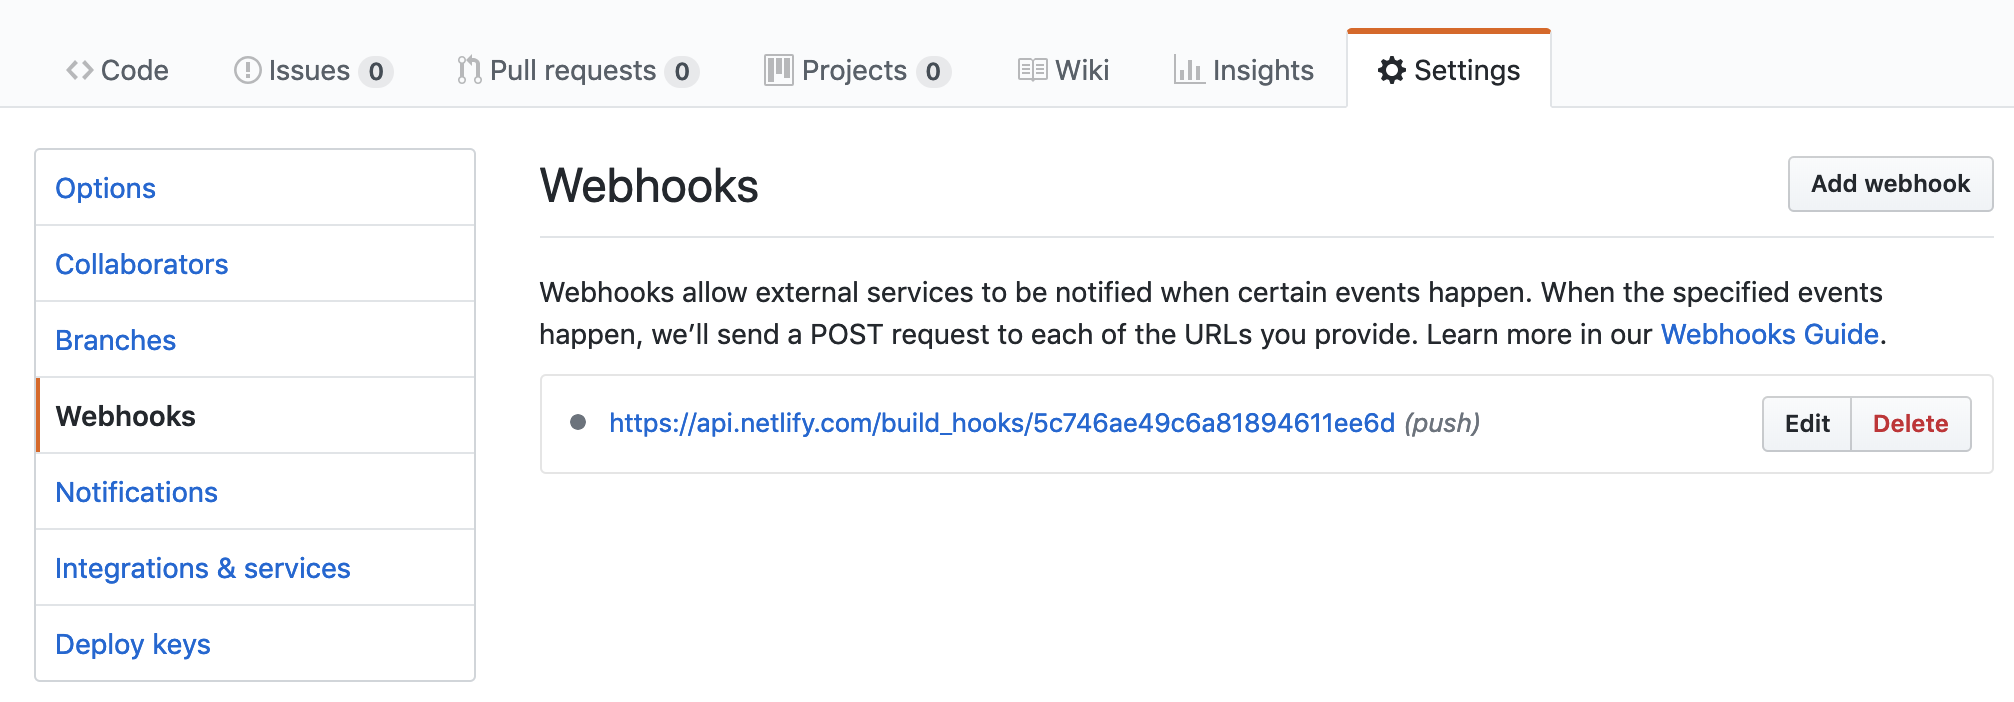 Code Issues 0 Pull requests 0 Projects 0 Wiki Insights Settings
Options
Collaborators
Branches
Webhooks
Notifications
Integrations & services
Deploy keys
Webhooks
Add webhook
Webhooks allow external services to be notified when certain events happen. When the specified events
happen, we’ll send a POST request to each of the URLs you provide. Learn more in our Webhooks Guide.
https://api.netlify.com/build_hooks/5c746ae49c6a81894611ee6d (push)
Edit Delete